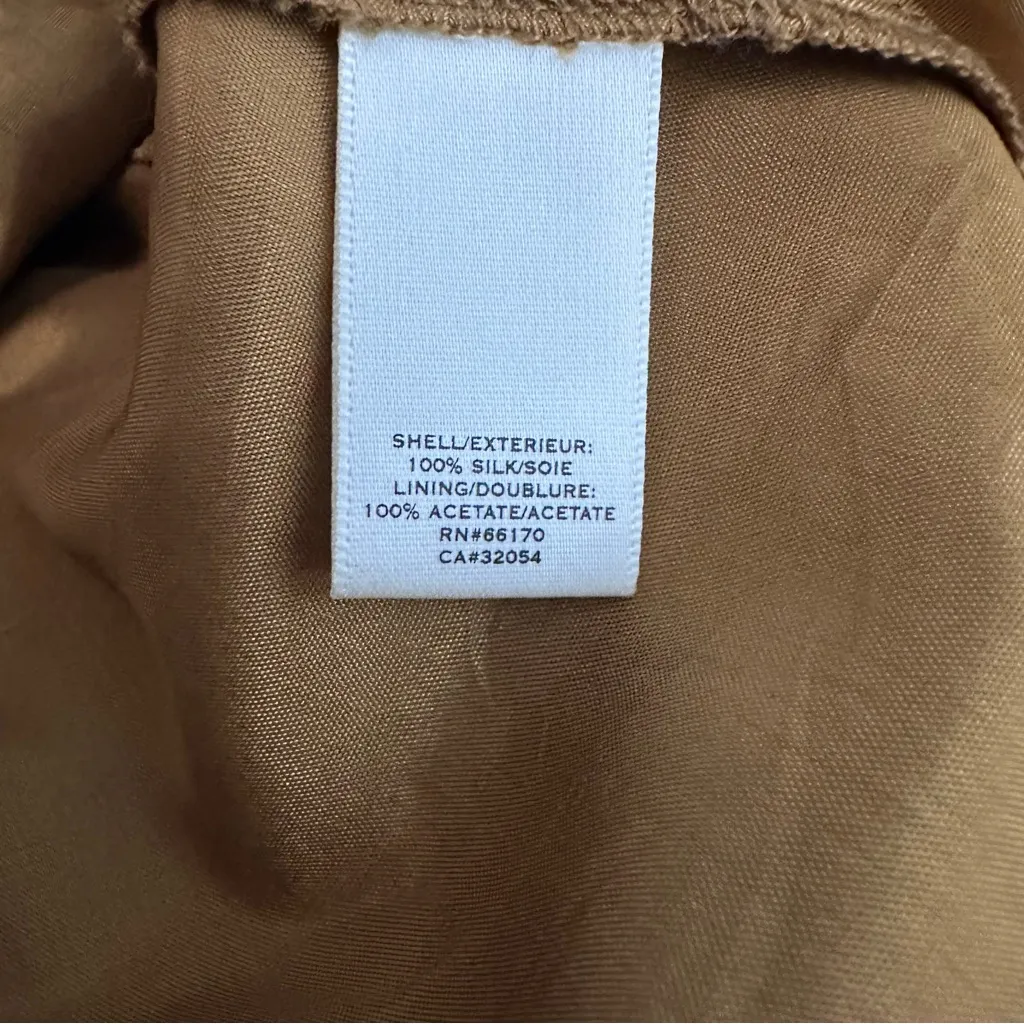 SHELL/EXTERIEUR:
100% SILK/SOIE
LINING/DOUBLURE:
100% ACETATE/ACETATE
RN#66170
CA#32054